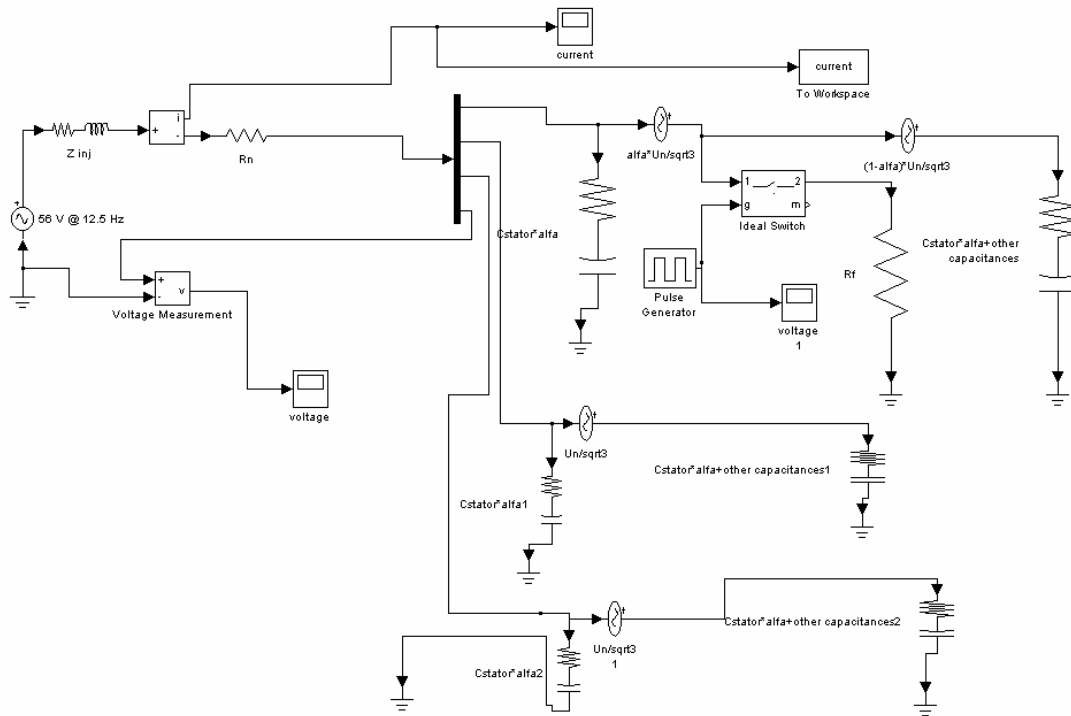 current
current
To Workspace
i
+
-
Z inj
Rn
alfa*Un/sqrt3
(1-alfa)*Un/sqrt3
1
2
g
m
Ideal Switch
+
56 V @ 12.5 Hz
Cstator*alfa
Cstator*alfa+other
capacitances
Rf
+
-
v
Voltage Measurement
Pulse
Generator
voltage
1
voltage
Un/sqrt3
Cstator*alfa+other capacitances1
Cstator*alfa1
Cstator*alfa+other capacitances2
Un/sqrt3
1
Cstator*alfa2